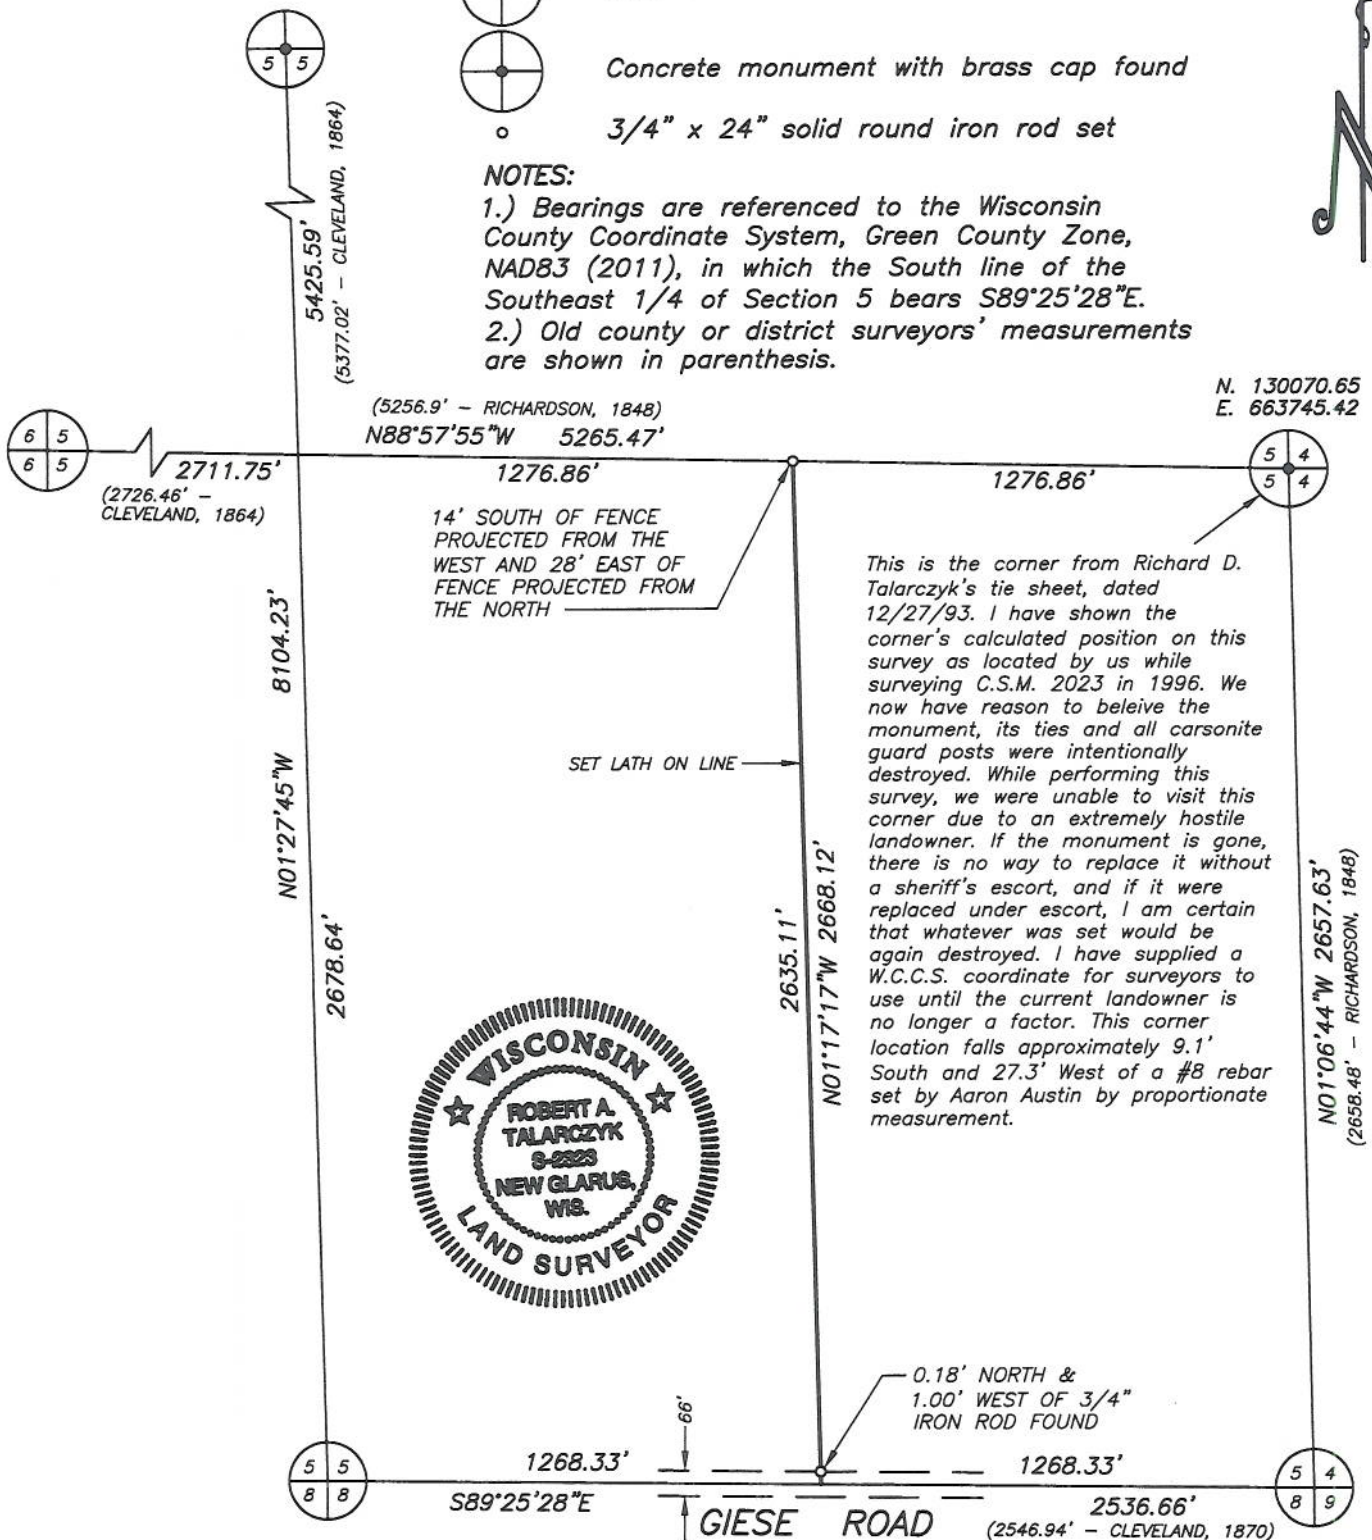 5 5
Concrete monument with brass cap found
3/4" x 24" solid round iron rod set
NOTES:
1.) Bearings are referenced to the Wisconsin
County Coordinate System, Green County Zone,
NAD83 (2011), in which the South line of the
Southeast 1/4 of Section 5 bears S89°25'28"E.
2.) Old county or district surveyors' measurements
are shown in parenthesis.
5425.59'
(5377.02' - CLEVELAND, 1864)
N. 130070.65
E. 663745.42
(5256.9' - RICHARDSON, 1848)
N88°57'55"W 5265.47'
6 5
6 5
2711.75'
(2726.46' -
CLEVELAND, 1864)
1276.86'
1276.86'
5 4
5 4
14' SOUTH OF FENCE
PROJECTED FROM THE
WEST AND 28' EAST OF
FENCE PROJECTED FROM
THE NORTH
This is the corner from Richard D.
Talarczyk's tie sheet, dated
12/27/93. I have shown the
corner's calculated position on this
survey as located by us while
surveying C.S.M. 2023 in 1996. We
now have reason to beleive the
monument, its ties and all carsonite
guard posts were intentionally
destroyed. While performing this
survey, we were unable to visit this
corner due to an extremely hostile
landowner. If the monument is gone,
there is no way to replace it without
a sheriff's escort, and if it were
replaced under escort, I am certain
that whatever was set would be
again destroyed. I have supplied a
W.C.C.S. coordinate for surveyors to
use until the current landowner is
no longer a factor. This corner
location falls approximately 9.1'
South and 27.3' West of a #8 rebar
set by Aaron Austin by proportionate
measurement.
N01°27'45"W 8104.23'
2678.64'
SET LATH ON LINE
2635.11'
N01°17'17"W 2668.12'
N01°06'44"W 2657.63'
(2658.48' - RICHARDSON, 1848)
WISCONSIN
ROBERT A.
TALARCZYK
S-2323
NEW GLARUS,
WIS.
LAND SURVEYOR
0.18' NORTH &
1.00' WEST OF 3/4"
IRON ROD FOUND
66'
5 5
8 8
1268.33'
1268.33'
5 4
8 9
S89°25'28"E
2536.66'
GIESE ROAD
(2546.94' - CLEVELAND, 1870)